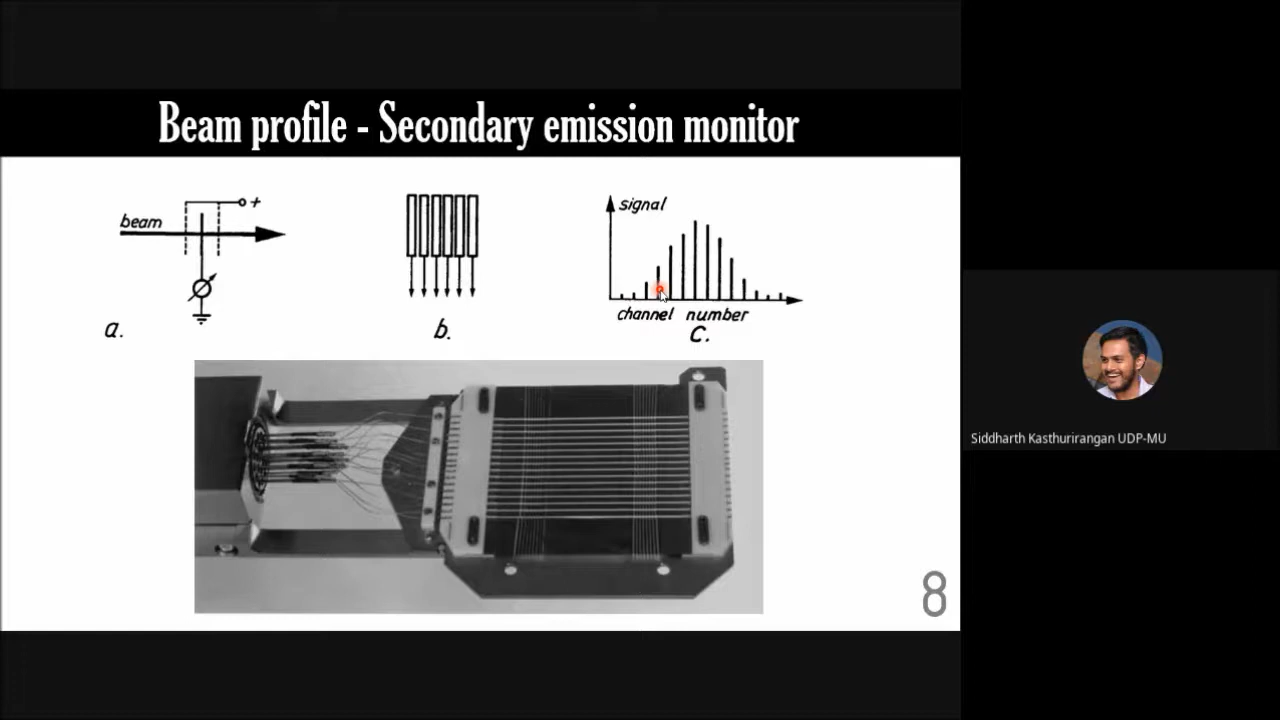 Beam profile - Secondary emission monitor
beam
+
a.
b.
signal
channel number
c.
8
Siddharth Kasthurirangan UDP-MU